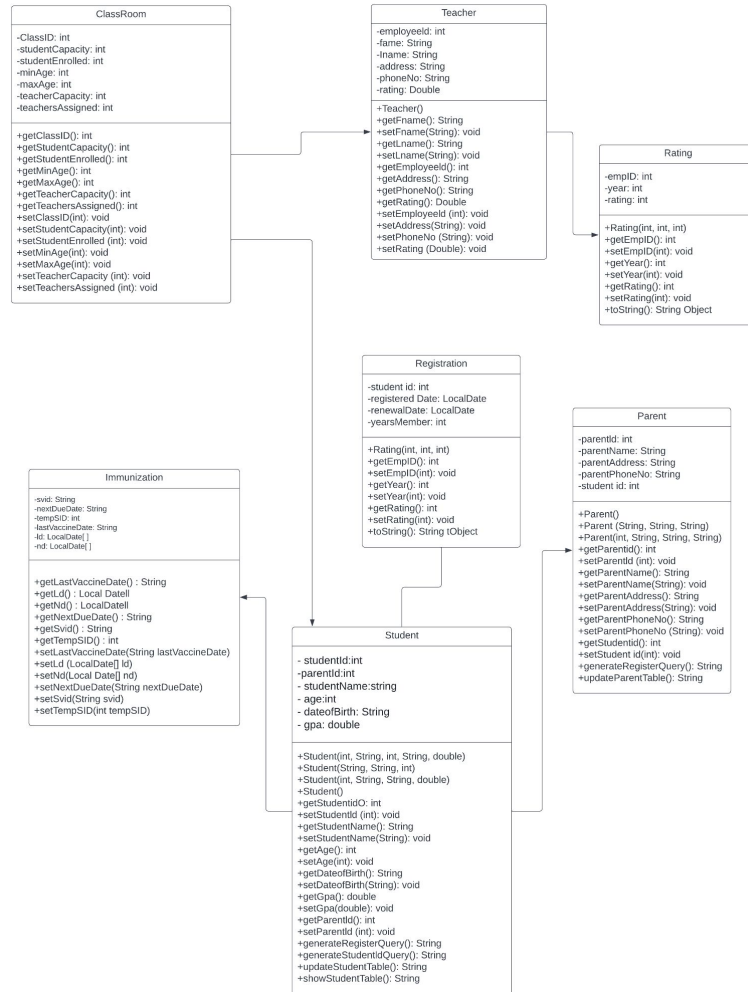 ClassRoom
-ClassID: int
-studentCapacity: int
-studentEnrolled: int
-minAge: int
-maxAge: int
-teacherCapacity: int
-teachersAssigned: int
+getClassID(): int
+getStudentCapacity(): int
+getStudentEnrolled(): int
+getMinAge(): int
+getMaxAge(): int
+getTeacherCapacity(): int
+getTeachersAssigned(): int
+setClassID(int): void
+setStudentCapacity(int): void
+setStudentEnrolled (int): void
+setMinAge(int): void
+setMaxAge(int): void
+setTeacherCapacity (int): void
+setTeachersAssigned (int): void
Teacher
-employeeld: int
-fame: String
-Iname: String
-address: String
-phoneNo: String
-rating: Double
+Teacher()
+getFname(): String
+setFname(String): void
+getLname(): String
+setLname(String): void
+getEmployeeld(): int
+getAddress(): String
+getPhoneNo(): String
+getRating(): Double
+setEmployeeld (int): void
+setAddress(String): void
+setPhoneNo (String): void
+setRating (Double): void
Rating
-empID: int
-year: int
-rating: int
+Rating(int, int, int)
+getEmpID(): int
+setEmpID(int): void
+getYear(): int
+setYear(int): void
+getRating(): int
+setRating(int): void
+toString(): String Object
Registration
-student id: int
-registered Date: LocalDate
-renewalDate: LocalDate
-yearsMember: int
+Rating(int, int, int)
+getEmpID(): int
+setEmpID(int): void
+getYear(): int
+setYear(int): void
+getRating(): int
+setRating(int): void
+toString(): String tObject
Parent
-parentld: int
-parentName: String
-parentAddress: String
-parentPhoneNo: String
-student id: int
+Parent()
+Parent (String, String, String)
+Parent(int, String, String, String)
+getParentid(): int
+setParentld (int): void
+getParentName(): String
+setParentName(String): void
+getParentAddress(): String
+setParentAddress(String): void
+getParentPhoneNo(): String
+setParentPhoneNo (String): void
+getStudentid(): int
+setStudent id(int): void
+generateRegisterQuery(): String
+updateParentTable(): String
Immunization
-svid: String
-nextDueDate: String
-tempSID: int
-lastVaccineDate: String
-ld: LocalDate[ ]
-nd: LocalDate[ ]
+getLastVaccineDate() : String
+getLd() : Local Datell
+getNd() : LocalDatell
+getNextDueDate() : String
+getSvid() : String
+getTempSID() : int
+setLastVaccineDate(String lastVaccineDate)
+setLd (LocalDate[] ld)
+setNd(Local Date[] nd)
+setNextDueDate(String nextDueDate)
+setSvid(String svid)
+setTempSID(int tempSID)
Student
- studentId:int
-parentId:int
- studentName:string
- age:int
- dateofBirth: String
- gpa: double
+Student(int, String, int, String, double)
+Student(String, String, int)
+Student(int, String, String, double)
+Student()
+getStudentidO: int
+setStudentld (int): void
+getStudentName(): String
+setStudentName(String): void
+getAge(): int
+setAge(int): void
+getDateofBirth(): String
+setDateofBirth(String): void
+getGpa(): double
+setGpa(double): void
+getParentld(): int
+setParentld (int): void
+generateRegisterQuery(): String
+generateStudentldQuery(): String
+updateStudentTable(): String
+showStudentTable(): String